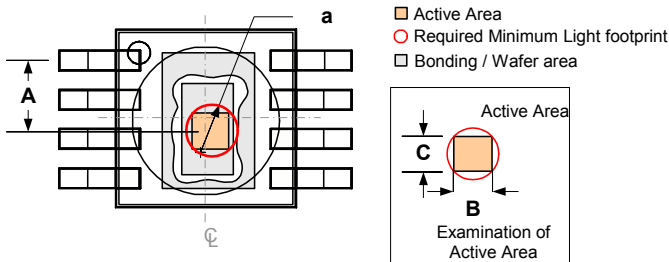 a
A
℄
Active Area
Required Minimum Light footprint
Bonding / Wafer area
Active Area
C
B
Examination of
Active Area